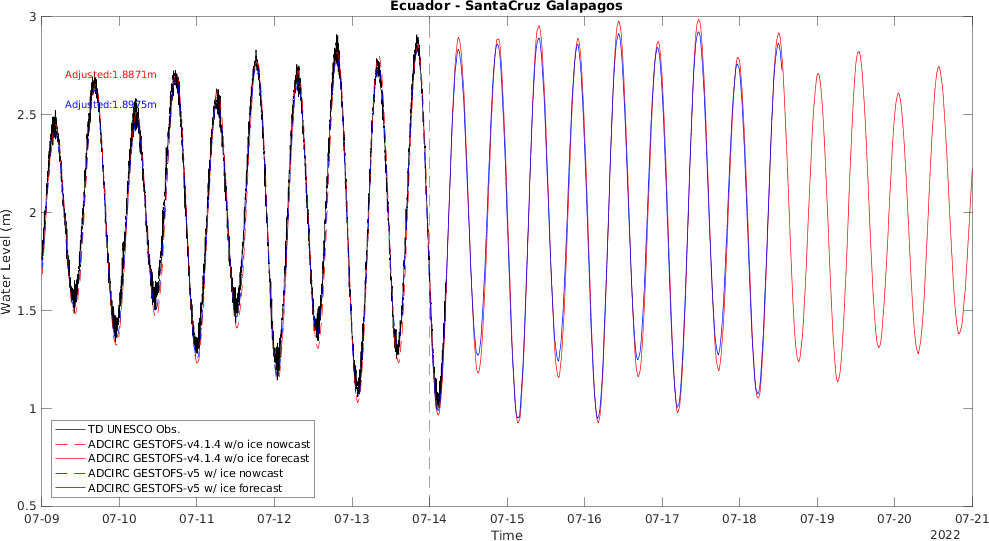 Ecuador - SantaCruz Galapagos
3
2.5
2
1.5
1
0.5
Water Level (m)
Adjusted:1.8871m
Adjusted:1.8975m
TD UNESCO Obs.
ADCIRC GESTOFS-v4.1.4 w/o ice nowcast
ADCIRC GESTOFS-v4.1.4 w/o ice forecast
ADCIRC GESTOFS-v5 w/ ice nowcast
ADCIRC GESTOFS-v5 w/ ice forecast
07-09 07-10 07-11 07-12 07-13 07-14 07-15 07-16 07-17 07-18 07-19 07-20 07-21
Time
2022